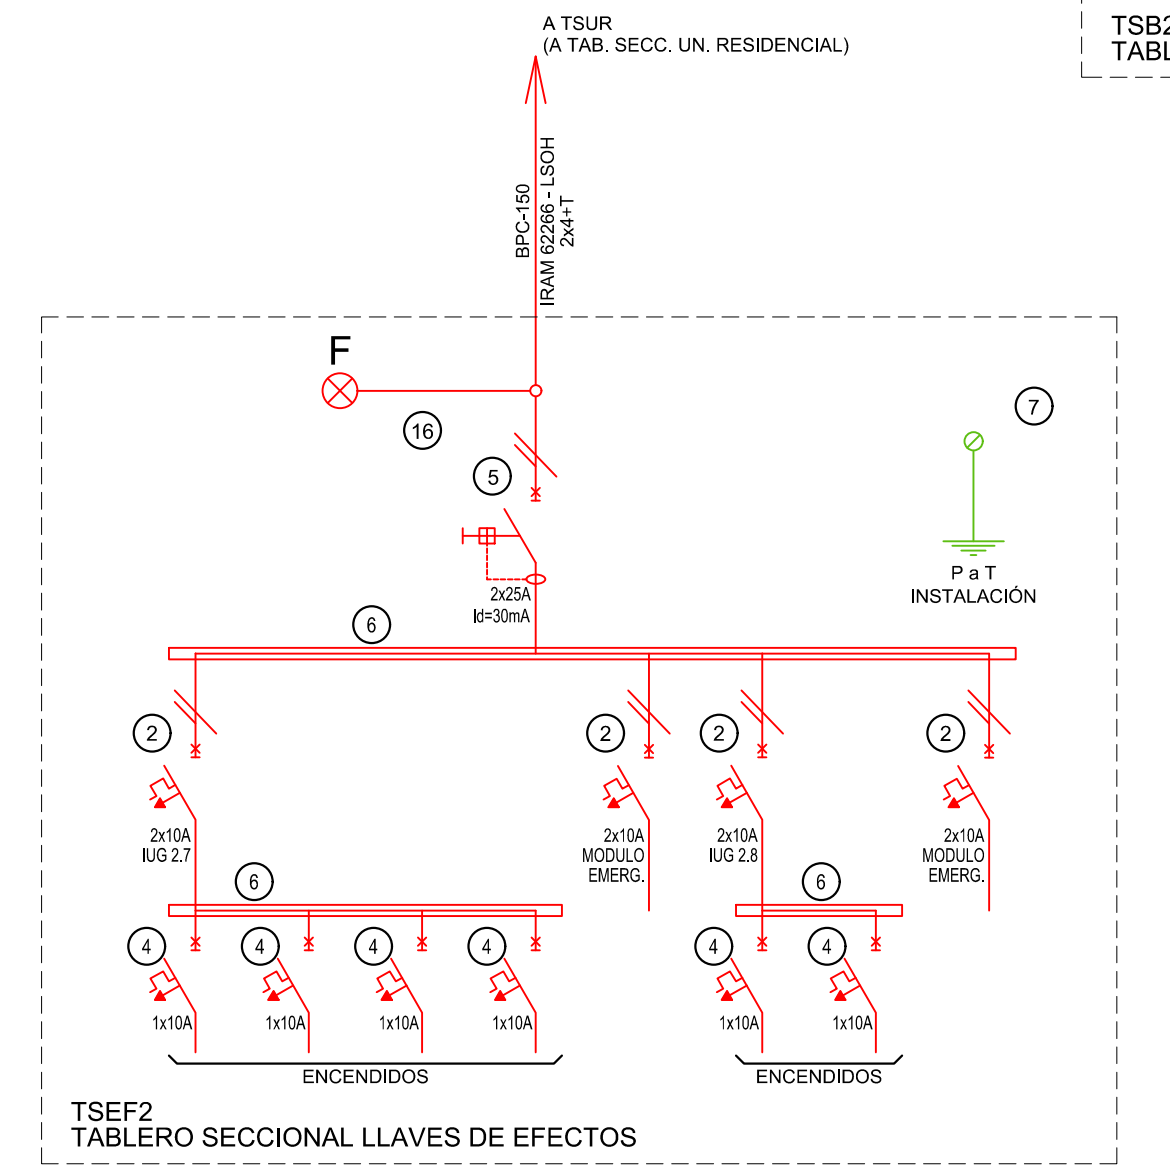 A TSUR
(A TAB. SECC. UN. RESIDENCIAL)
TSB2
TABL
BPC-150
IRAM 62266 - LSOH
2x4+T
F
16
5
7
2x25A
Id=30mA
P a T
INSTALACIÓN
6
2
2
2
2
2x10A
IUG 2.7
2x10A
MODULO
EMERG.
2x10A
IUG 2.8
2x10A
MODULO
EMERG.
6
6
4
4
4
4
4
4
1x10A
1x10A
1x10A
1x10A
1x10A
1x10A
ENCENDIDOS
ENCENDIDOS
TSEF2
TABLERO SECCIONAL LLAVES DE EFECTOS